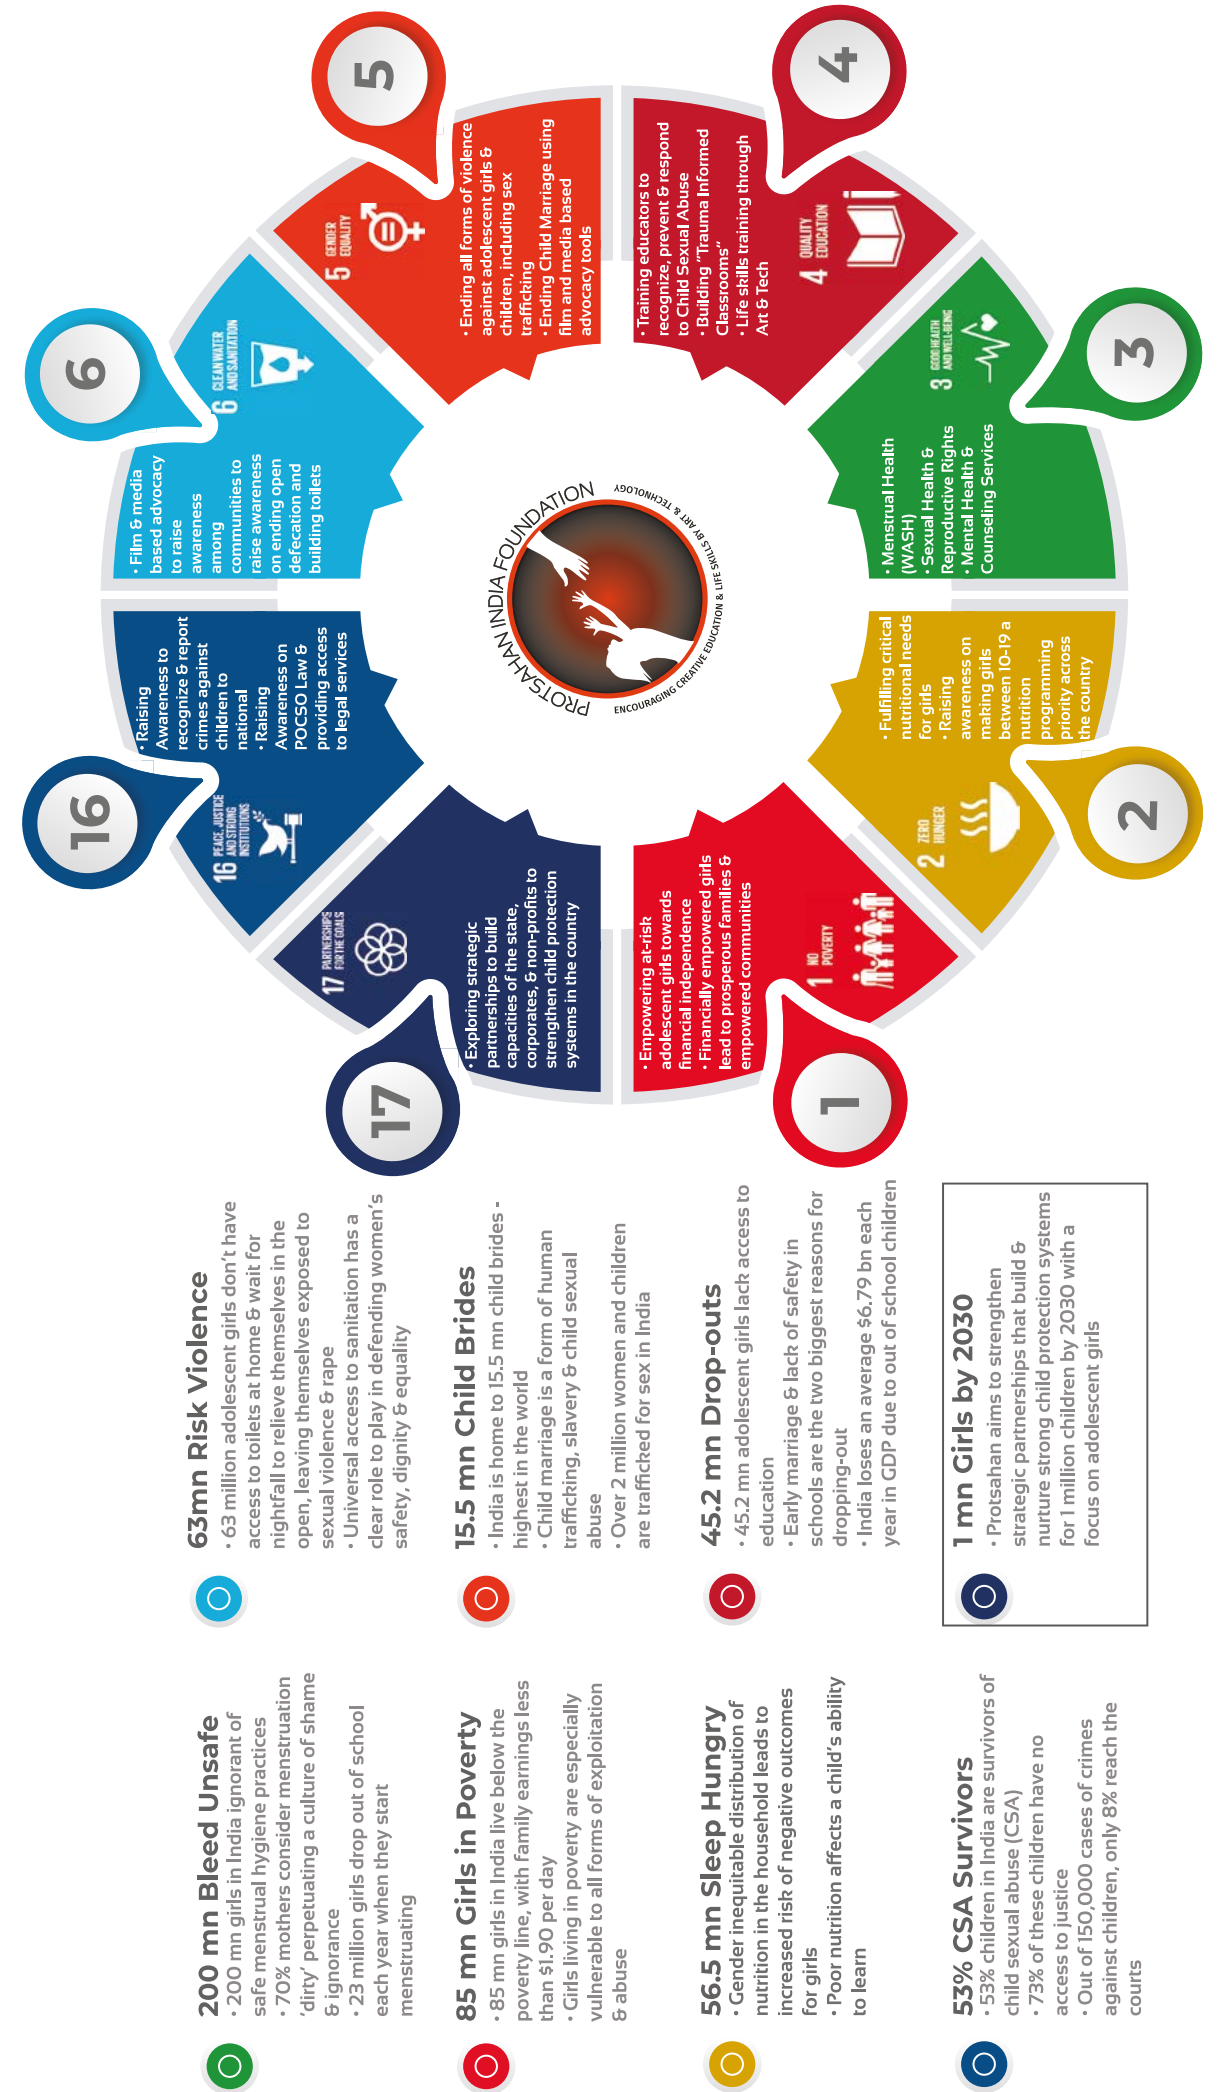 200 mn Bleed Unsafe
• 200 mn girls in India ignorant of
safe menstrual hygiene practices
• 70% mothers consider menstruation
'dirty' perpetuating a culture of shame
& ignorance
• 23 million girls drop out of school
each year when they start
menstruating
85 mn Girls in Poverty
• 85 mn girls in India live below the
poverty line, with family earnings less
than $1.90 per day
• Girls living in poverty are especially
vulnerable to all forms of exploitation
& abuse
56.5 mn Sleep Hungry
• Gender inequitable distribution of
nutrition in the household leads to
increased risk of negative outcomes
for girls
• Poor nutrition affects a child's ability
to learn
53% CSA Survivors
• 53% children in India are survivors of
child sexual abuse (CSA)
• 73% of these children have no
access to justice
• Out of 150,000 cases of crimes
against children, only 8% reach the
courts
63mn Risk Violence
• 63 million adolescent girls don't have
access to toilets at home & wait for
nightfall to relieve themselves in the
open, leaving themselves exposed to
sexual violence & rape
• Universal access to sanitation has a
clear role to play in defending women's
safety, dignity & equality
15.5 mn Child Brides
• India is home to 15.5 mn child brides -
highest in the world
• Child marriage is a form of human
trafficking, slavery & child sexual
abuse
• Over 2 million women and children
are trafficked for sex in India
45.2 mn Drop-outs
• 45.2 mn adolescent girls lack access to
education
• Early marriage & lack of safety in
schools are the two biggest reasons for
dropping-out
• India loses an average $6.79 bn each
year in GDP due to out of school children
1 mn Girls by 2030
• Protsahan aims to strengthen
strategic partnerships that build &
nurture strong child protection systems
for 1 million children by 2030 with a
focus on adolescent girls
1
1 NO
POVERTY
• Empowering at-risk
adolescent girls towards
financial independence
• Financially empowered girls
lead to prosperous families &
empowered communities
2
2 ZERO
HUNGER
• Fulfilling critical
nutritional needs
for girls
• Raising
awareness on
making girls
between 10-19 a
nutrition
programming
priority across
the country
3
3 GOOD HEALTH
AND WELL-BEING
• Menstrual Health
(WASH)
• Sexual Health &
Reproductive Rights
• Mental Health &
Counseling Services
4
4 QUALITY
EDUCATION
• Training educators to
recognize, prevent & respond
to Child Sexual Abuse
• Building "Trauma Informed
Classrooms"
• Life skills training through
Art & Tech
5
5 GENDER
EQUALITY
• Ending all forms of violence
against adolescent girls &
children, including sex
trafficking
• Ending Child Marriage using
film and media based
advocacy tools
6
6 CLEAN WATER
AND SANITATION
• Film & media
based advocacy
to raise
awareness
among
communities to
raise awareness
on ending open
defecation and
building toilets
16
16 PEACE, JUSTICE
AND STRONG
INSTITUTIONS
• Raising
Awareness to
recognize & report
crimes against
children to
national
• Raising
Awareness on
POCSO Law &
providing access
to legal services
17
17 PARTNERSHIPS
FOR THE GOALS
• Exploring strategic
partnerships to build
capacities of the state,
corporates, & non-profits to
strengthen child protection
systems in the country
PROTSAHAN INDIA FOUNDATION
ENCOURAGING CREATIVE EDUCATION & LIFE SKILLS BY ART & TECHNOLOGY